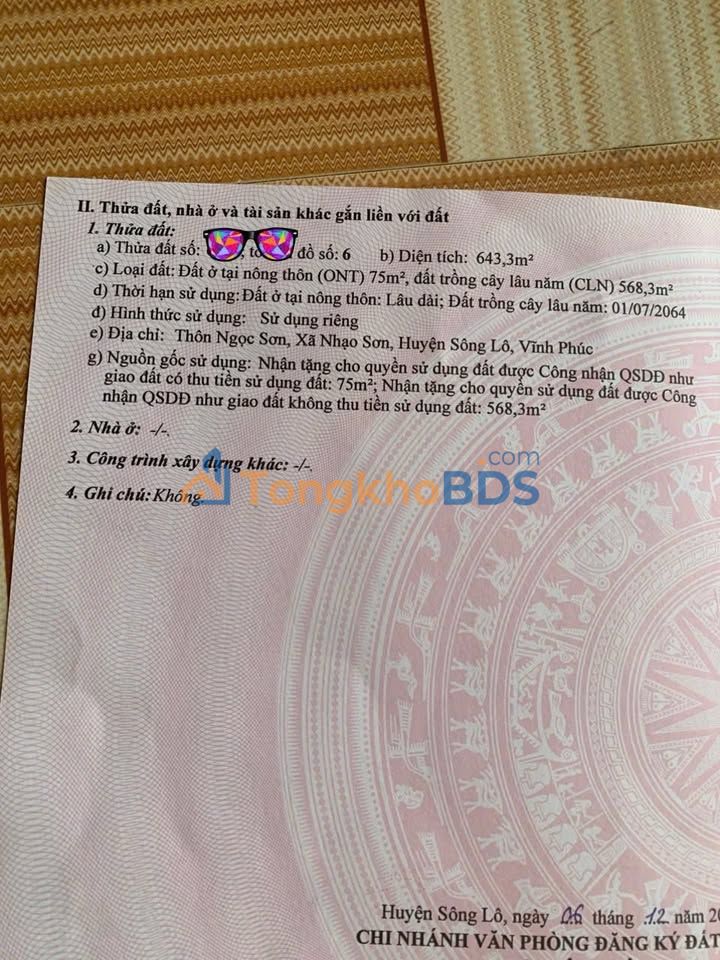 II. Thửa đất, nhà ở và tài sản khác gắn liền với đất
1. Thửa đất:
a) Thửa đất số: ; tờ đồ số: 6 b) Diện tích: 643,3m²
c) Loại đất: Đất ở tại nông thôn (ONT) 75m², đất trồng cây lâu năm (CLN) 568,3m²
d) Thời hạn sử dụng: Đất ở tại nông thôn: Lâu dài; Đất trồng cây lâu năm: 01/07/2064
đ) Hình thức sử dụng: Sử dụng riêng
e) Địa chỉ: Thôn Ngọc Sơn, Xã Nhạo Sơn, Huyện Sông Lô, Vĩnh Phúc
g) Nguồn gốc sử dụng: Nhận tặng cho quyền sử dụng đất được Công nhận QSDĐ như
giao đất có thu tiền sử dụng đất: 75m²; Nhận tặng cho quyền sử dụng đất được Công
nhận QSDĐ như giao đất không thu tiền sử dụng đất: 568,3m²
2. Nhà ở: -/-.
3. Công trình xây dựng khác: -/-.
4. Ghi chú: Không.
TongkhoBDS.com
Huyện Sông Lô, ngày 06 tháng 12 năm 20
CHI NHÁNH VĂN PHÒNG ĐĂNG KÝ ĐẤT